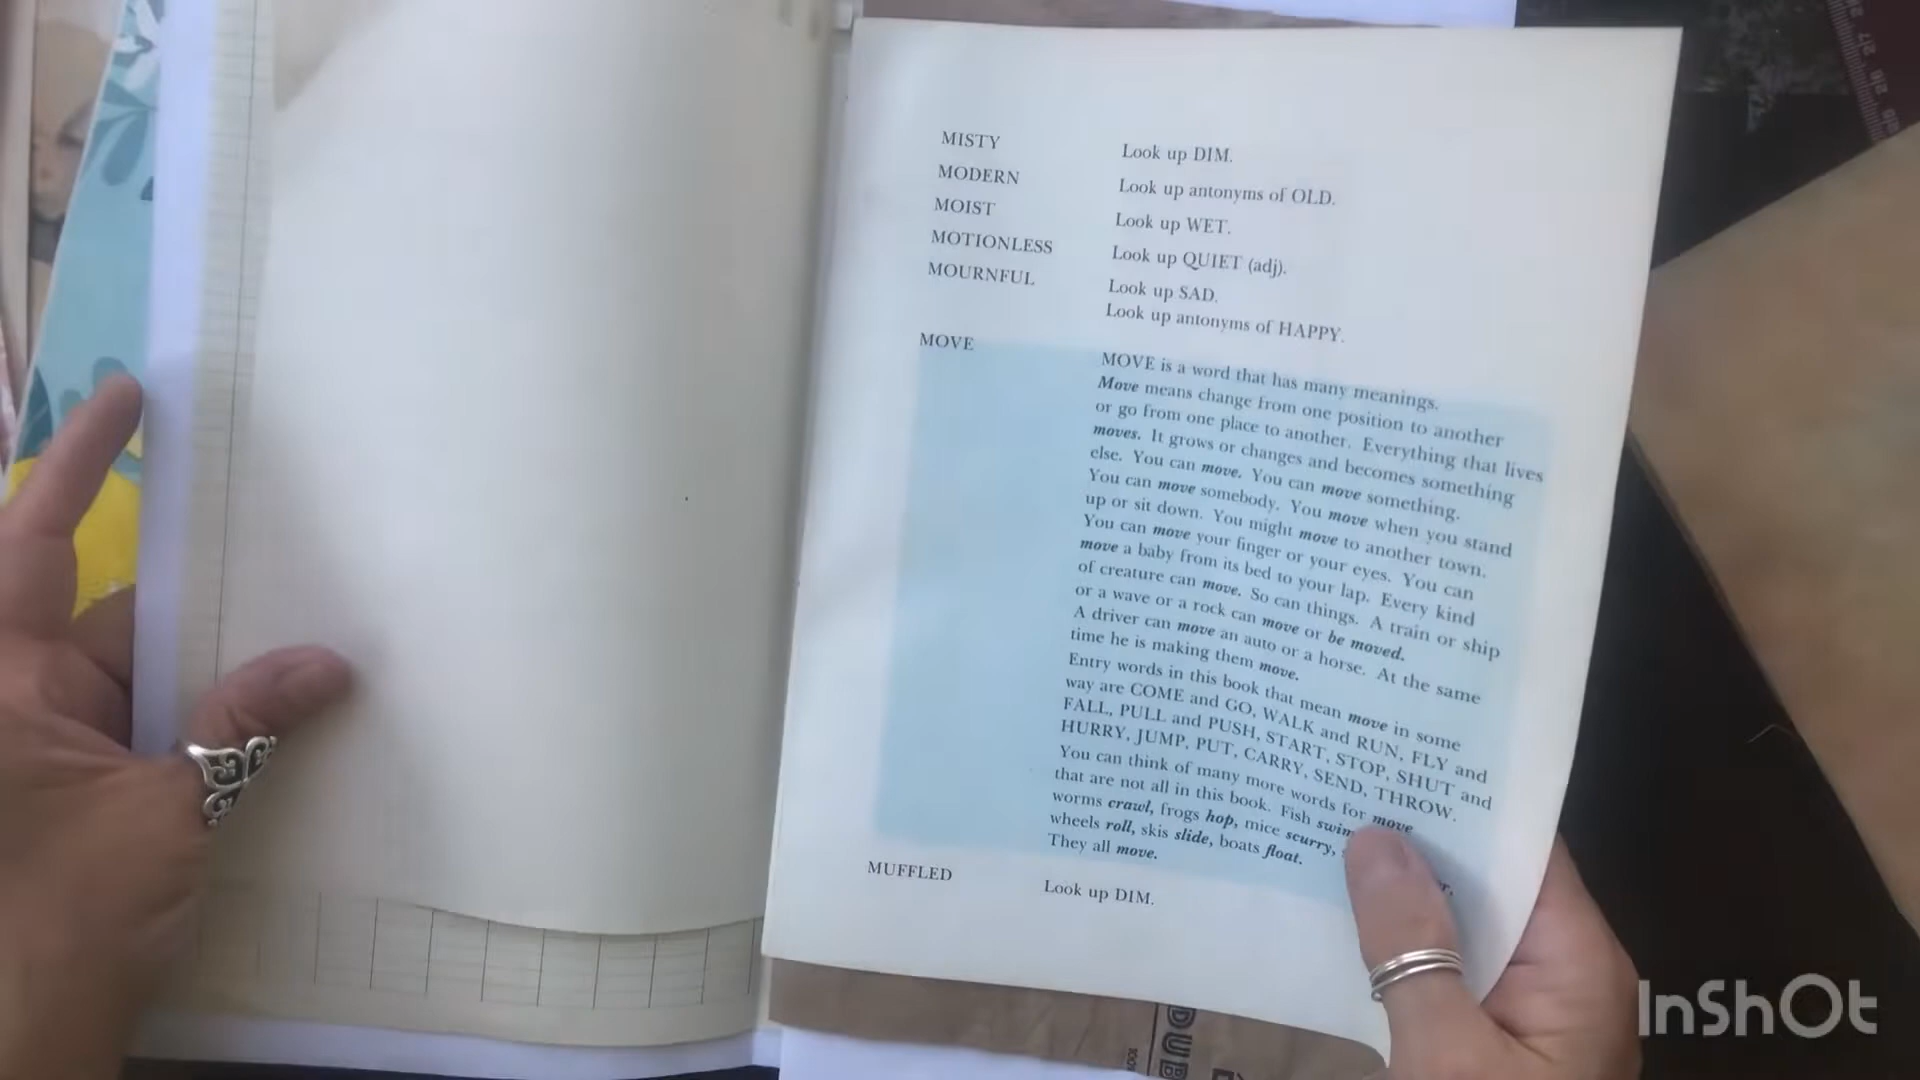 MISTY Look up DIM.
MODERN Look up antonyms of OLD.
MOIST Look up WET.
MOTIONLESS Look up QUIET (adj).
MOURNFUL Look up SAD.
Look up antonyms of HAPPY.
MOVE MOVE is a word that has many meanings.
Move means change from one position to another
or go from one place to another. Everything that lives
moves. It grows or changes and becomes something
else. You can move. You can move something.
You can move somebody. You move when you stand
up or sit down. You might move to another town.
You can move your finger or your eyes. You can
move a baby from its bed to your lap. Every kind
of creature can move. So can things. A train or ship
or a wave or a rock can move or be moved.
A driver can move an auto or a horse. At the same
time he is making them move.
Entry words in this book that mean move in some
way are COME and GO, WALK and RUN, FLY and
FALL, PULL and PUSH, START, STOP, SHUT and
HURRY, JUMP, PUT, CARRY, SEND, THROW.
You can think of many more words for move
that are not all in this book. Fish swim
worms crawl, frogs hop, mice scurry,
wheels roll, skis slide, boats float.
They all move.
MUFFLED Look up DIM.
26 27
InShOt